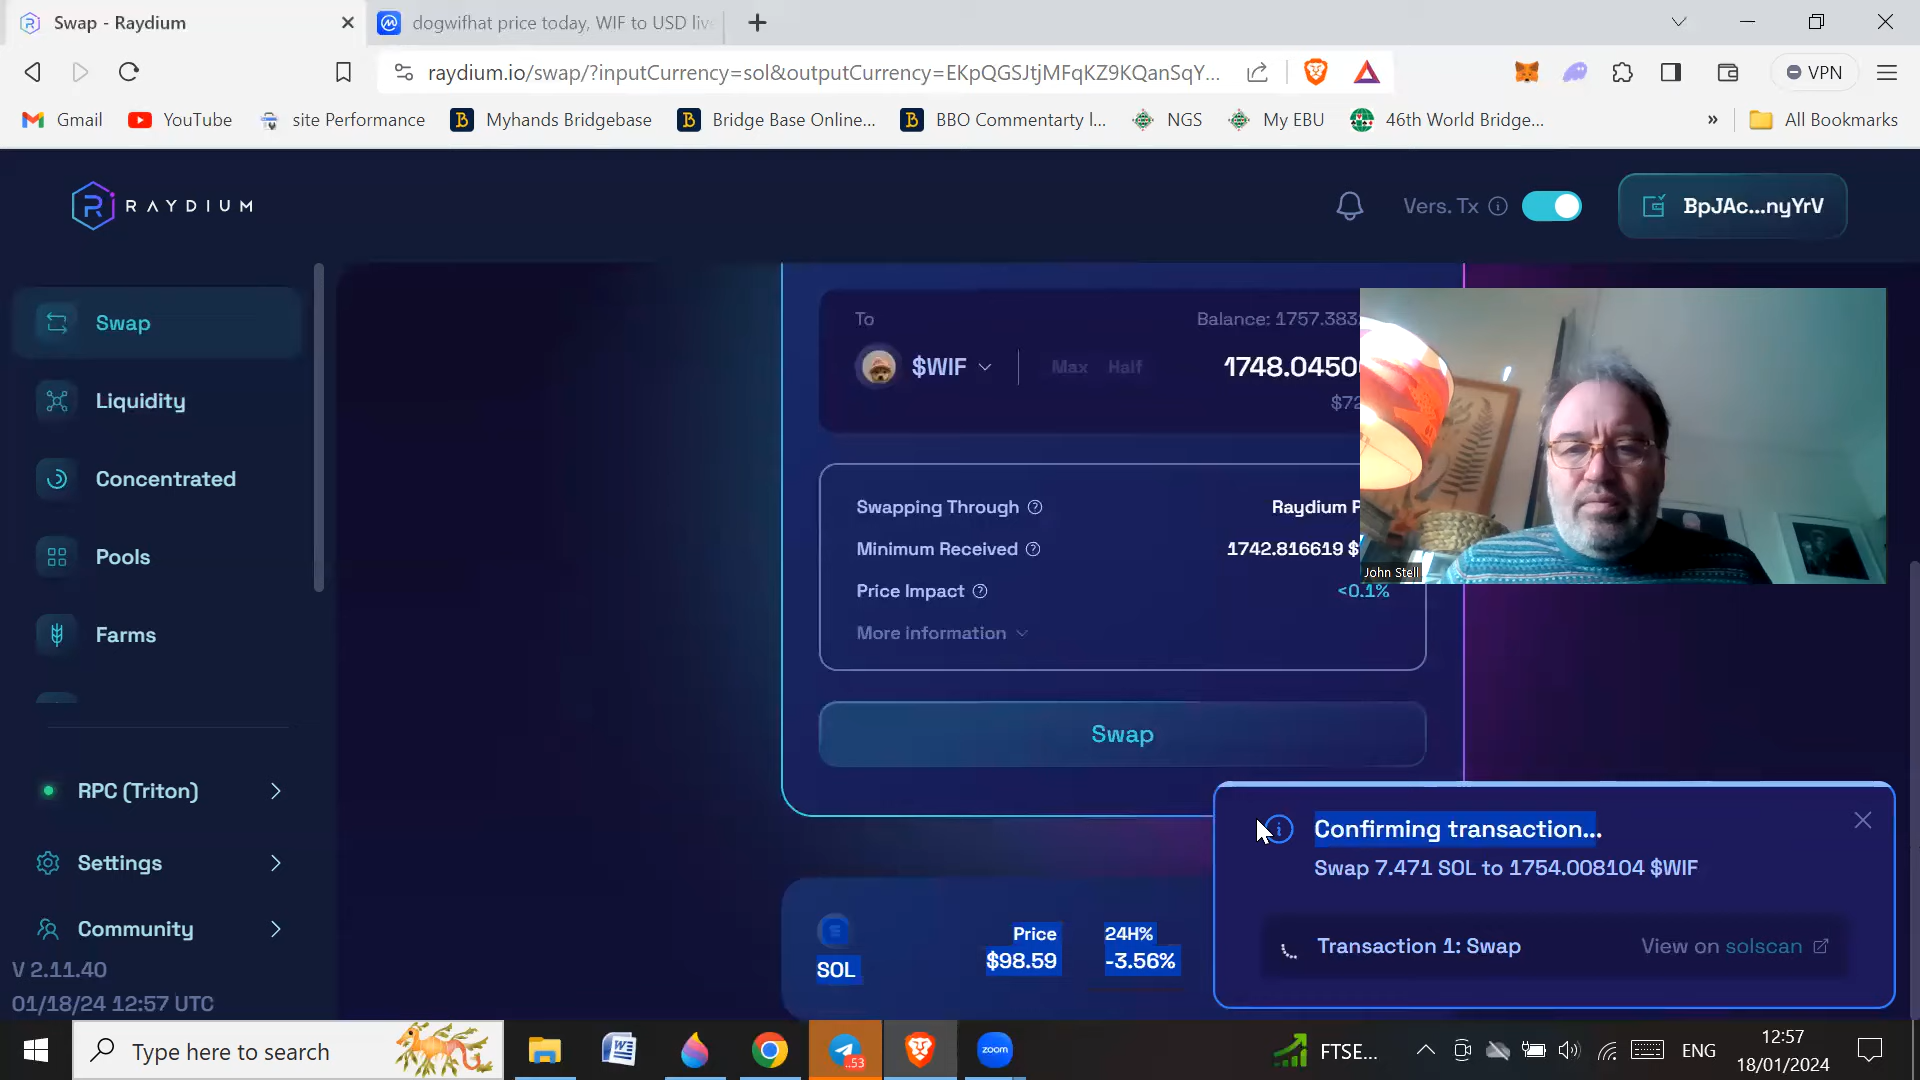 Swap - Raydium
dogwifhat price today, WIF to USD live
raydium.io/swap/?inputCurrency=sol&outputCurrency=EKpQGSJtjMFqKZ9KQanSqY...
VPN
Gmail
YouTube
site Performance
Myhands Bridgebase
Bridge Base Online...
BBO Commentarty l...
NGS
My EBU
46th World Bridge...
»
All Bookmarks
RAYDIUM
Vers. Tx
BpJAc...nyYrV
Swap
Liquidity
Concentrated
Pools
Farms
RPC (Triton)
Settings
Community
V 2.11.40
01/18/24 12:57 UTC
To
Balance: 1757.383
$WIF
Max Half
1748.0450
$72
Swapping Through
Raydium P
Minimum Received
1742.816619 $
Price Impact
<0.1%
More information
Swap
John Stell
SOL
Price
$98.59
24H%
-3.56%
Confirming transaction...
Swap 7.471 SOL to 1754.008104 $WIF
Transaction 1: Swap
View on solscan
Type here to search
53
zoom
FTSE...
ENG
12:57
18/01/2024